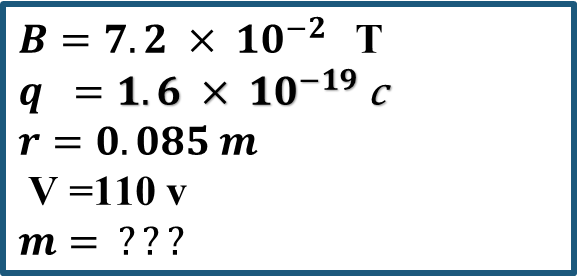 B = 7.2 × 10⁻² T
q = 1.6 × 10⁻¹⁹ c
r = 0.085 m
V =110 v
m = ???